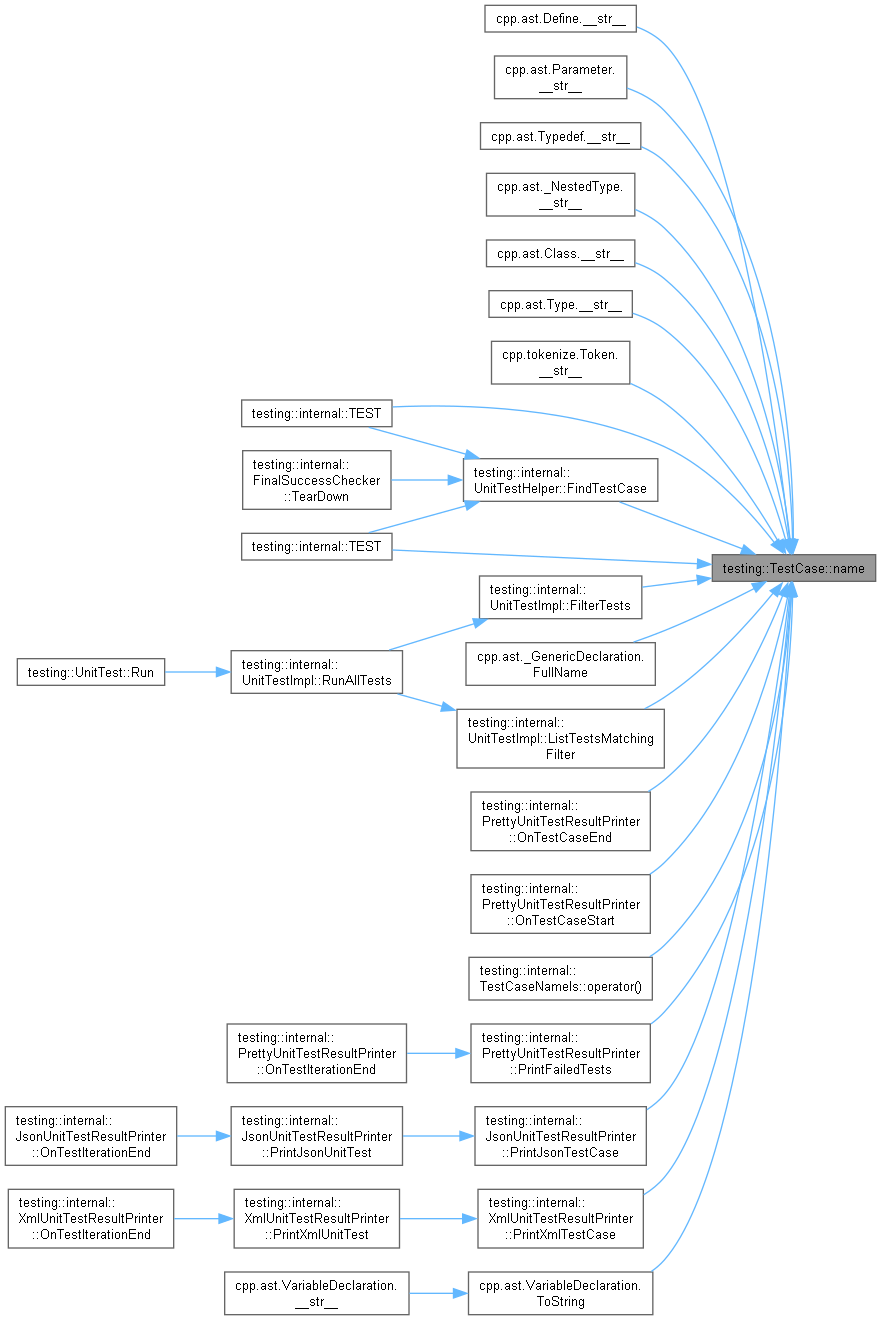 cpp.ast.Define.__str__
cpp.ast.Parameter.
__str__
cpp.ast.Typedef.__str__
cpp.ast._NestedType.
__str__
cpp.ast.Class.__str__
cpp.ast.Type.__str__
cpp.tokenize.Token.
__str__
testing::internal::TEST
testing::internal::
FinalSuccessChecker
::TearDown
testing::internal::
UnitTestHelper::FindTestCase
testing::internal::TEST
testing::TestCase::name
testing::internal::
UnitTestImpl::FilterTests
testing::UnitTest::Run
testing::internal::
UnitTestImpl::RunAllTests
cpp.ast._GenericDeclaration.
FullName
testing::internal::
UnitTestImpl::ListTestsMatching
Filter
testing::internal::
PrettyUnitTestResultPrinter
::OnTestCaseEnd
testing::internal::
PrettyUnitTestResultPrinter
::OnTestCaseStart
testing::internal::
TestCaseNameIs::operator()
testing::internal::
PrettyUnitTestResultPrinter
::OnTestIterationEnd
testing::internal::
PrettyUnitTestResultPrinter
::PrintFailedTests
testing::internal::
JsonUnitTestResultPrinter
::OnTestIterationEnd
testing::internal::
JsonUnitTestResultPrinter
::PrintJsonUnitTest
testing::internal::
JsonUnitTestResultPrinter
::PrintJsonTestCase
testing::internal::
XmlUnitTestResultPrinter
::OnTestIterationEnd
testing::internal::
XmlUnitTestResultPrinter
::PrintXmlUnitTest
testing::internal::
XmlUnitTestResultPrinter
::PrintXmlTestCase
cpp.ast.VariableDeclaration.
__str__
cpp.ast.VariableDeclaration.
ToString